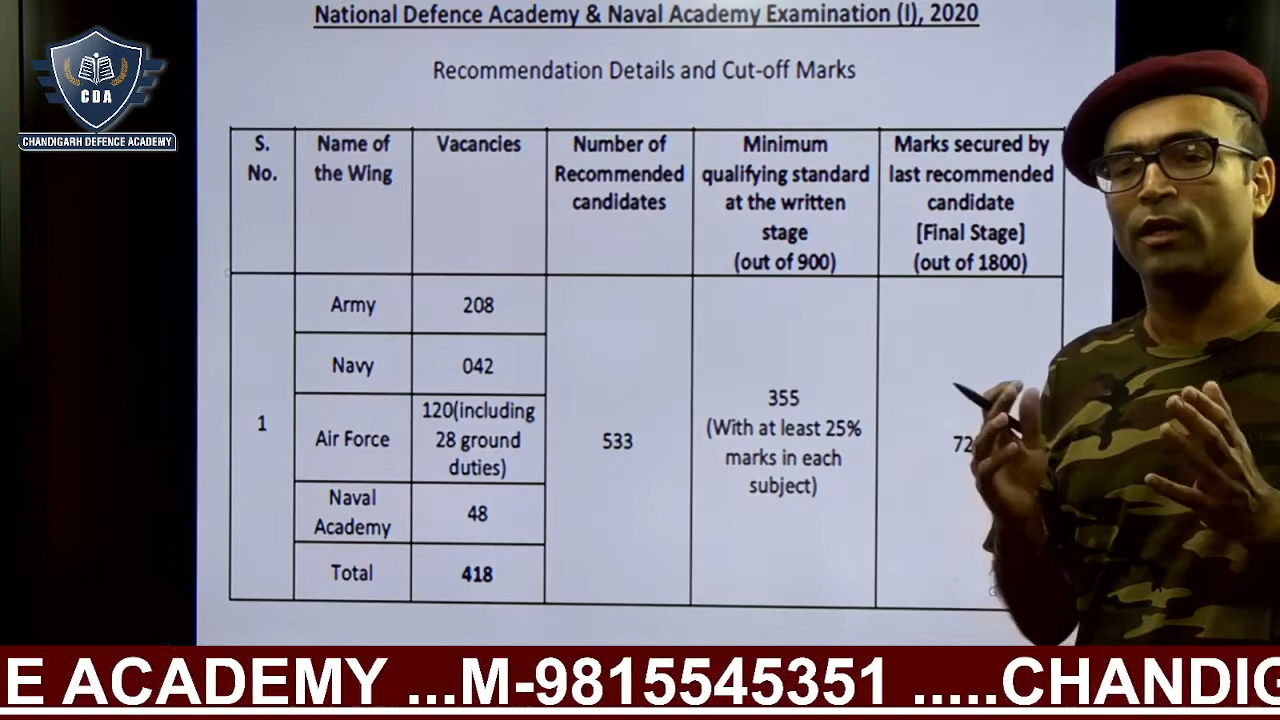 National Defence Academy & Naval Academy Examination (I), 2020
Recommendation Details and Cut-off Marks
CDA
CHANDIGARH DEFENCE ACADEMY
S. No.
Name of the Wing
Vacancies
Number of Recommended candidates
Minimum qualifying standard at the written stage (out of 900)
Marks secured by last recommended candidate [Final Stage] (out of 1800)
1
Army
208
Navy
042
Air Force
120(including 28 ground duties)
Naval Academy
48
Total
418
533
355
(With at least 25% marks in each subject)
72
E ACADEMY ...M-9815545351 .....CHANDIG